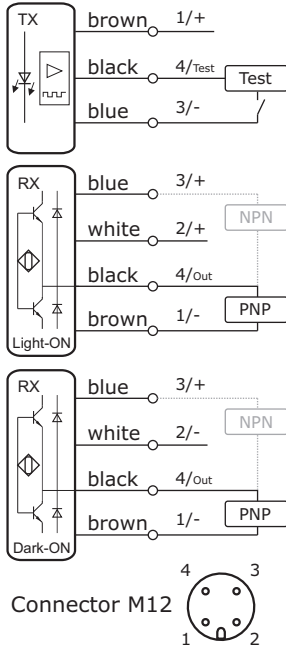 TX
brown 1/+
black 4/Test
Test
blue 3/-
RX
blue 3/+
NPN
white 2/+
black 4/Out
PNP
brown 1/-
Light-ON
RX
blue 3/+
NPN
white 2/-
black 4/Out
PNP
brown 1/-
Dark-ON
4 3
Connector M12
1 2